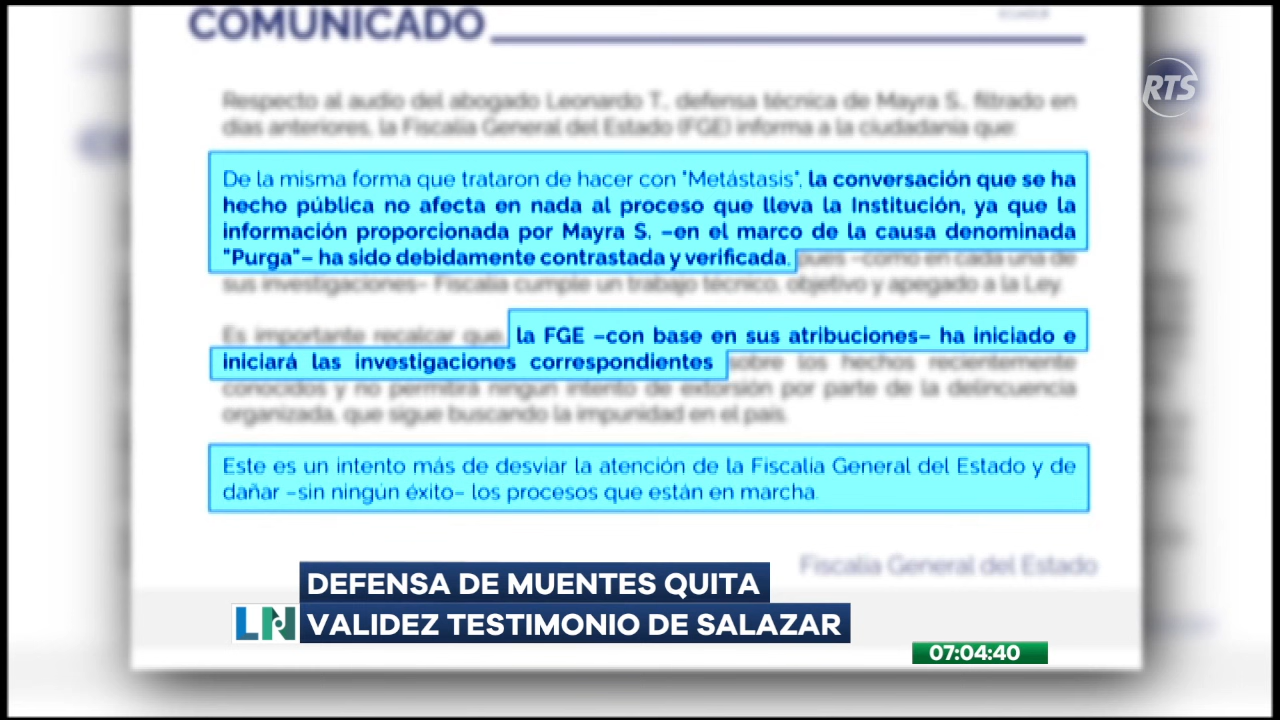 COMUNICADO
RTS
Respecto al audio del abogado Leonardo T., defensa técnica de Mayra S., filtrado en
días anteriores, la Fiscalía General del Estado (FGE) informa a la ciudadanía que:
De la misma forma que trataron de hacer con "Metástasis", la conversación que se ha
hecho pública no afecta en nada al proceso que lleva la Institución, ya que la
información proporcionada por Mayra S. –en el marco de la causa denominada
"Purga"– ha sido debidamente contrastada y verificada, pues –como en cada una de
sus investigaciones– Fiscalía cumple un trabajo técnico, objetivo y apegado a la Ley.
Es importante recalcar que la FGE –con base en sus atribuciones– ha iniciado e
iniciará las investigaciones correspondientes sobre los hechos recientemente
conocidos y no permitirá ningún intento de extorsión por parte de la delincuencia
organizada, que sigue buscando la impunidad en el país.
Este es un intento más de desviar la atención de la Fiscalía General del Estado y de
dañar –sin ningún éxito– los procesos que están en marcha.
Fiscalía General del Estado
DEFENSA DE MUENTES QUITA
LN VALIDEZ TESTIMONIO DE SALAZAR
07:04:40